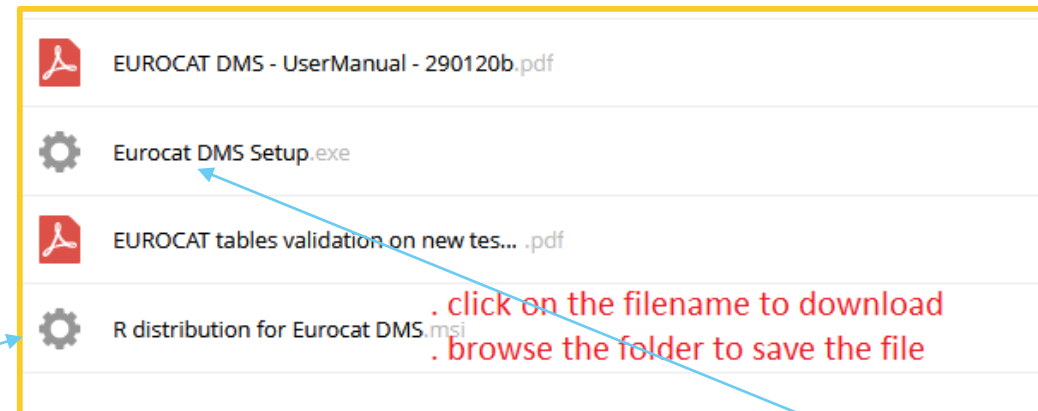 EUROCAT DMS - UserManual - 290120b.pdf
Eurocat DMS Setup.exe
EUROCAT tables validation on new tes... .pdf
. click on the filename to download
R distribution for Eurocat DMS.msi
. browse the folder to save the file